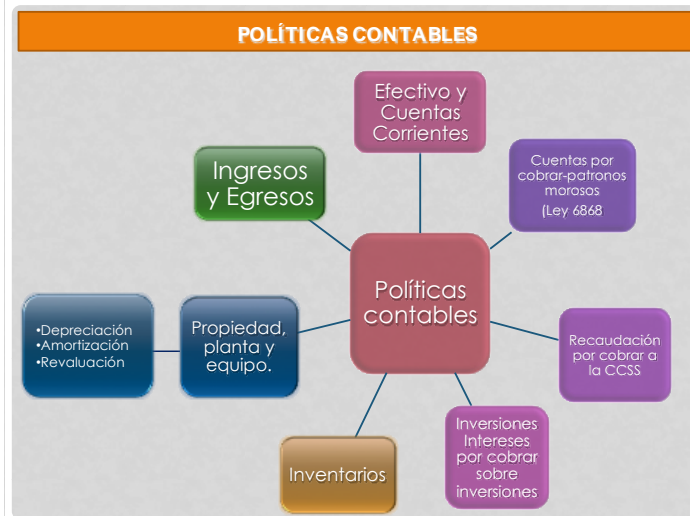 POLÍTICAS CONTABLES
Efectivo y
Cuentas
Corrientes
Cuentas por
cobrar-patronos
morosos
(Ley 6868
Ingresos
y Egresos
Políticas
contables
•Depreciación
•Amortización
•Revaluación
Propiedad,
planta y
equipo.
Recaudación
por cobrar a
la CCSS
Inversiones
Intereses
por cobrar
sobre
inversiones
Inventarios